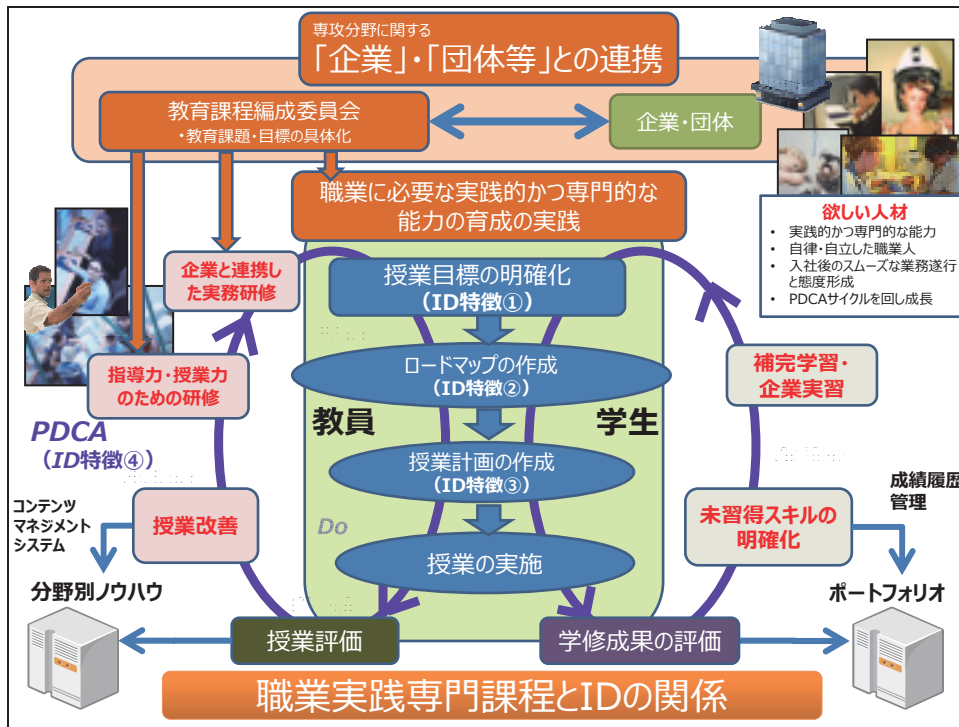 専攻分野に関する
「企業」・「団体等」との連携
教育課程編成委員会
・教育課題・目標の具体化
企業・団体
職業に必要な実践的かつ専門的な
能力の育成の実践
欲しい人材
• 実践的かつ専門的な能力
• 自律・自立した職業人
• 入社後のスムーズな業務遂行
と態度形成
• PDCAサイクルを回し成長
企業と連携し
た実務研修
授業目標の明確化
（ID特徴①）
ロードマップの作成
（ID特徴②）
指導力・授業力
のための研修
補完学習・
企業実習
教員
学生
PDCA
（ID特徴④）
授業計画の作成
（ID特徴③）
コンテンツ
マネジメント
システム
授業改善
Do
未習得スキルの
明確化
成績履歴
管理
授業の実施
分野別ノウハウ
ポートフォリオ
授業評価
学修成果の評価
職業実践専門課程とIDの関係